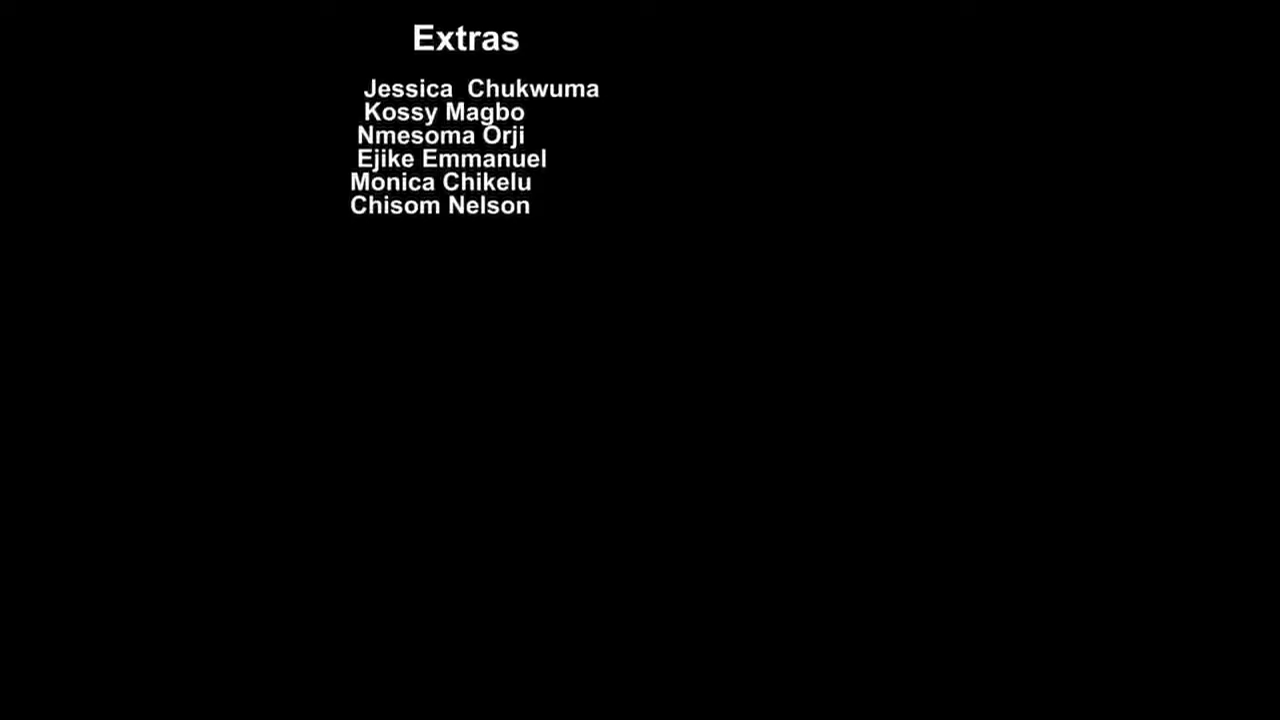 Extras
Jessica  Chukwuma
Kossy Magbo
Nmesoma Orji
Ejike Emmanuel
Monica Chikelu
Chisom Nelson